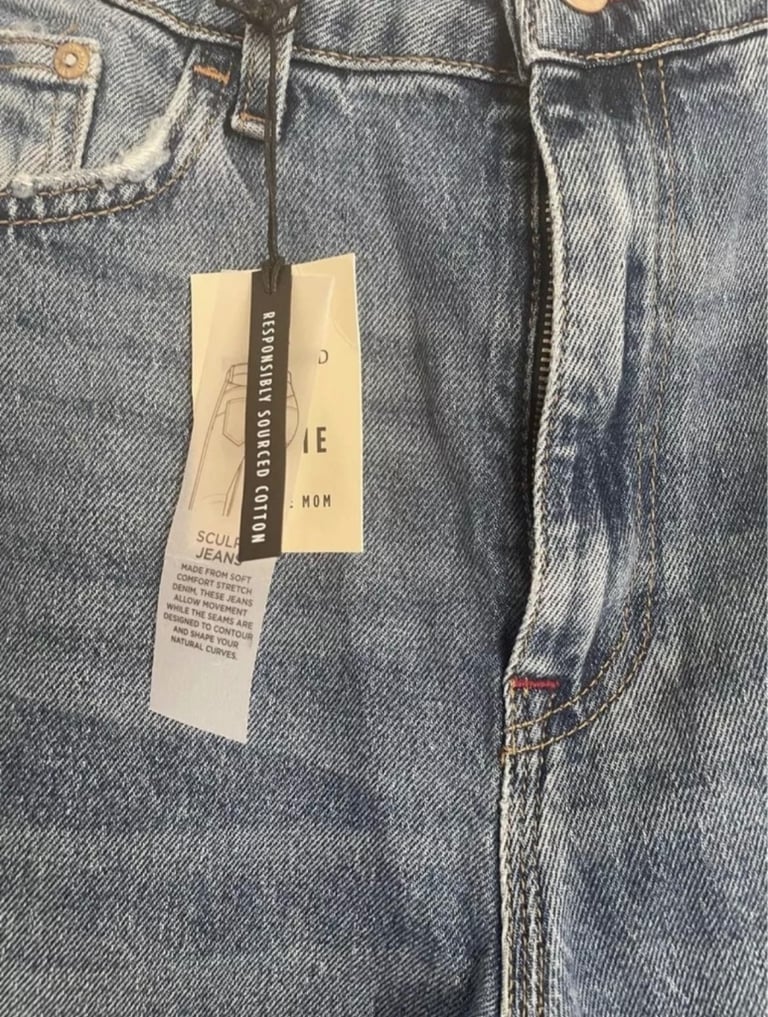 RESPONSIBLY SOURCED COTTON
MOM
JEANS
MADE FROM SOFT
COMFORT STRETCH
DENIM, THESE JEANS
ALLOW MOVEMENT
WHILE THE SEAMS ARE
DESIGNED TO CONTOUR
AND SHAPE YOUR
NATURAL CURVES.